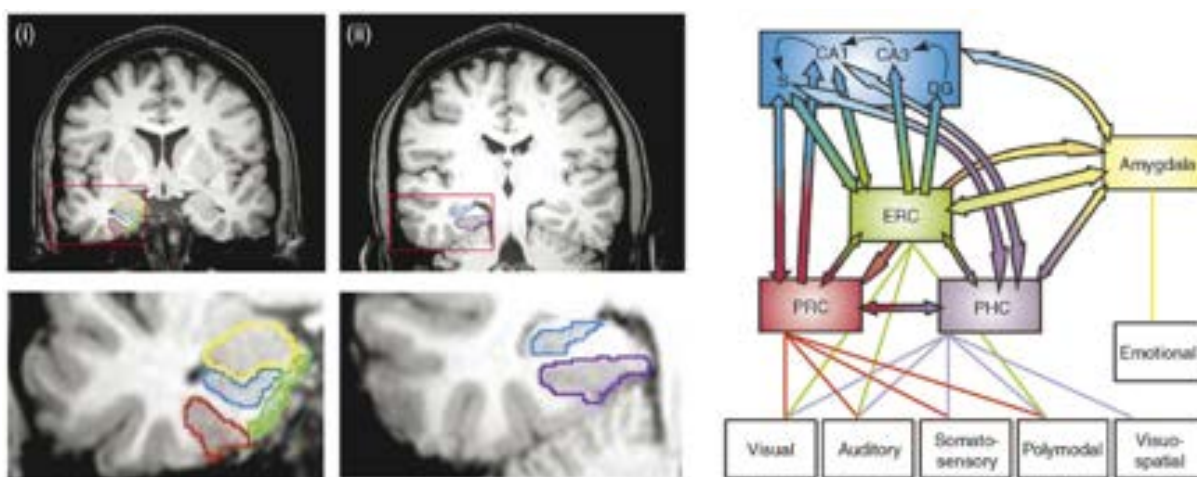 (i)
(ii)
CA1
CA3
S
DG
Amygdala
ERC
PRC
PHC
Emotional
Visual
Auditory
Somato-
sensory
Polymodal
Visuo-
spatial